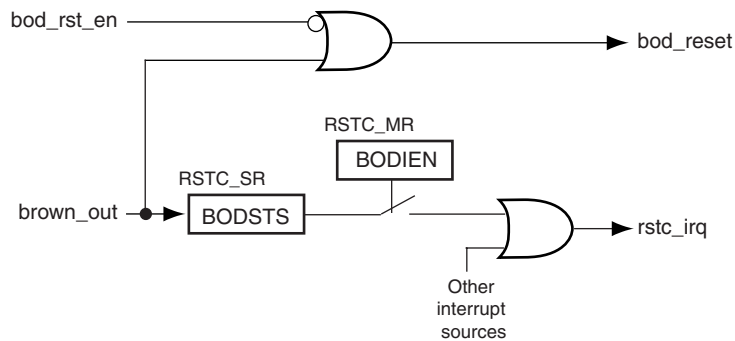 bod_rst_en
bod_reset
RSTC_MR
BODIEN
RSTC_SR
brown_out
BODSTS
rstc_irq
Other
interrupt
sources